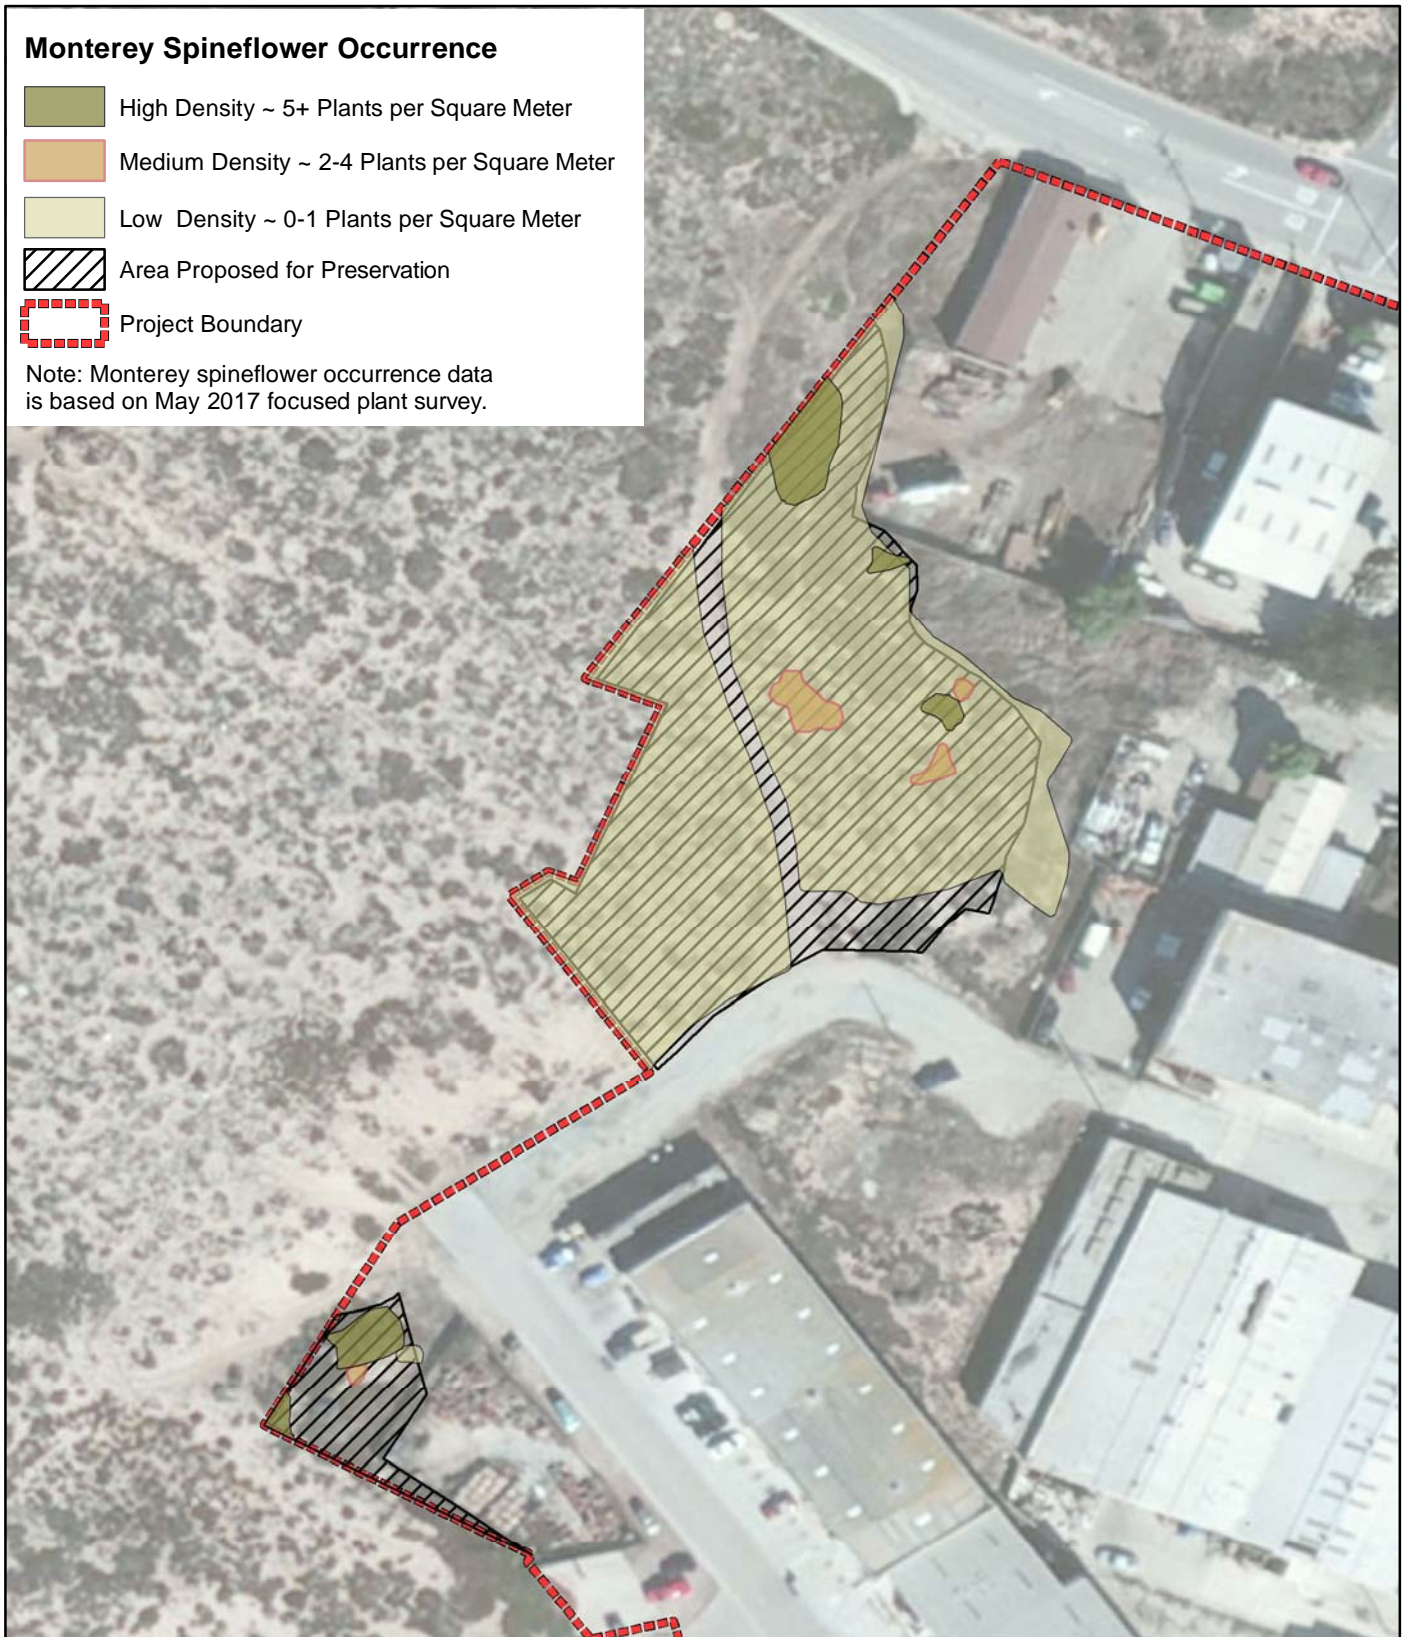 Monterey Spineflower Occurrence
High Density ~ 5+ Plants per Square Meter
Medium Density ~ 2-4 Plants per Square Meter
Low Density ~ 0-1 Plants per Square Meter
Area Proposed for Preservation
Project Boundary
Note: Monterey spineflower occurrence data
is based on May 2017 focused plant survey.